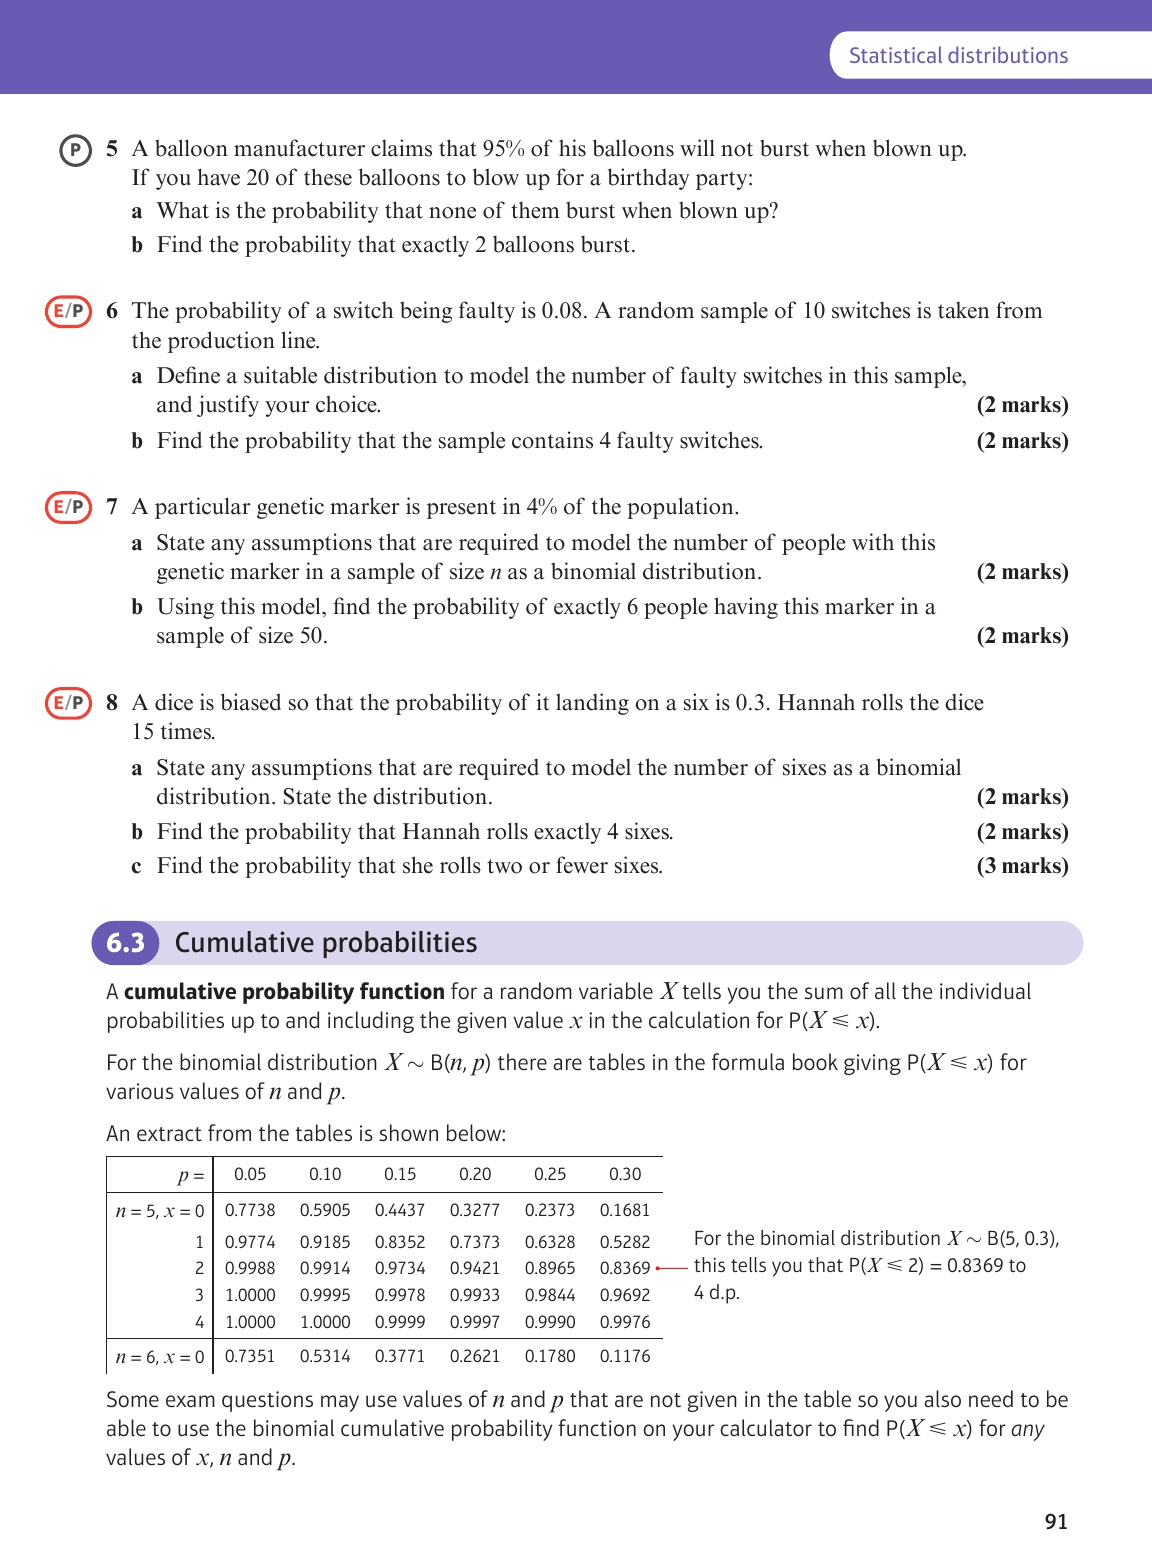 Statistical distributions
P 5 A balloon manufacturer claims that 95% of his balloons will not burst when blown up.
If you have 20 of these balloons to blow up for a birthday party:
a What is the probability that none of them burst when blown up?
b Find the probability that exactly 2 balloons burst.
E/P 6 The probability of a switch being faulty is 0.08. A random sample of 10 switches is taken from
the production line.
a Define a suitable distribution to model the number of faulty switches in this sample,
and justify your choice. (2 marks)
b Find the probability that the sample contains 4 faulty switches. (2 marks)
E/P 7 A particular genetic marker is present in 4% of the population.
a State any assumptions that are required to model the number of people with this
genetic marker in a sample of size n as a binomial distribution. (2 marks)
b Using this model, find the probability of exactly 6 people having this marker in a
sample of size 50. (2 marks)
E/P 8 A dice is biased so that the probability of it landing on a six is 0.3. Hannah rolls the dice
15 times.
a State any assumptions that are required to model the number of sixes as a binomial
distribution. State the distribution. (2 marks)
b Find the probability that Hannah rolls exactly 4 sixes. (2 marks)
c Find the probability that she rolls two or fewer sixes. (3 marks)
6.3 Cumulative probabilities
A cumulative probability function for a random variable X tells you the sum of all the individual
probabilities up to and including the given value x in the calculation for P(X ⩽ x).
For the binomial distribution X ∼ B(n, p) there are tables in the formula book giving P(X ⩽ x) for
various values of n and p.
An extract from the tables is shown below:
p = 0.05 0.10 0.15 0.20 0.25 0.30
n = 5, x = 0 0.7738 0.5905 0.4437 0.3277 0.2373 0.1681
1 0.9774 0.9185 0.8352 0.7373 0.6328 0.5282
2 0.9988 0.9914 0.9734 0.9421 0.8965 0.8369
3 1.0000 0.9995 0.9978 0.9933 0.9844 0.9692
4 1.0000 1.0000 0.9999 0.9997 0.9990 0.9976
n = 6, x = 0 0.7351 0.5314 0.3771 0.2621 0.1780 0.1176
For the binomial distribution X ∼ B(5, 0.3),
this tells you that P(X ⩽ 2) = 0.8369 to
4 d.p.
Some exam questions may use values of n and p that are not given in the table so you also need to be
able to use the binomial cumulative probability function on your calculator to find P(X ⩽ x) for any
values of x, n and p.
91